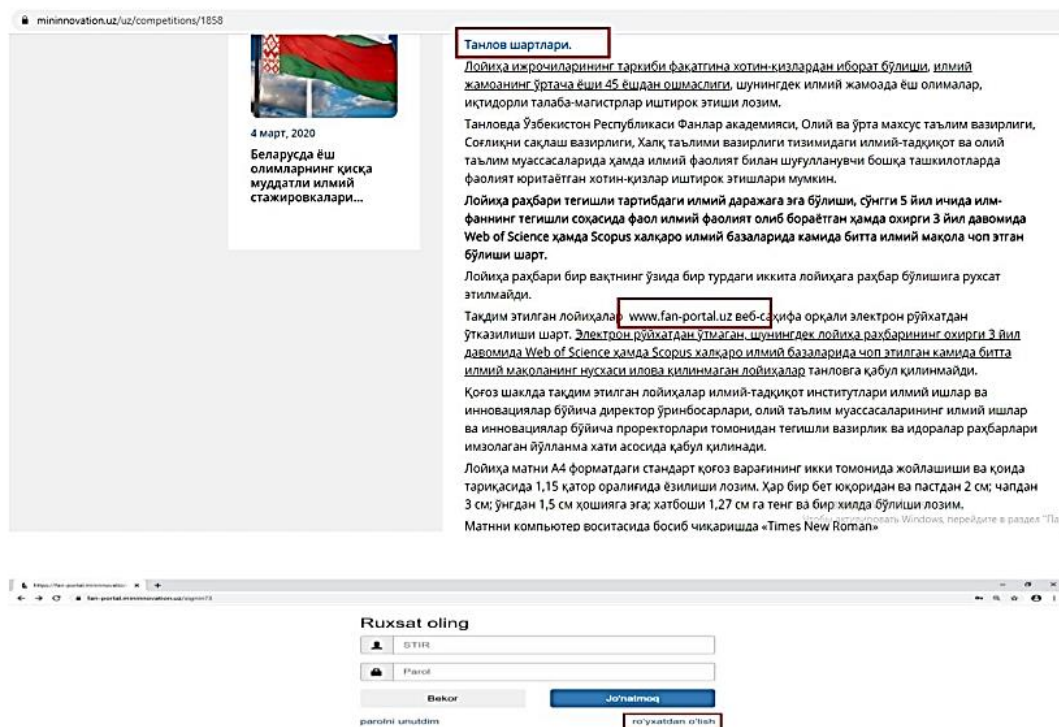 mininnovation.uz/uz/competitions/1858
4 март, 2020
Беларусда ёш
олимларнинг қисқа
муддатли илмий
стажировкалари...
Танлов шартлари.
Лойиҳа ижрочиларининг таркиби фақатгина хотин-қизлардан иборат бўлиши, илмий
жамоанинг ўртача ёши 45 ёшдан ошмаслиги, шунингдек илмий жамоада ёш олималар,
иқтидорли талаба-магистрлар иштирок этиши лозим.
Танловда Ўзбекистон Республикаси Фанлар академияси, Олий ва ўрта махсус таълим вазирлиги,
Соғлиқни сақлаш вазирлиги, Халқ таълими вазирлиги тизимидаги илмий-тадқиқот ва олий
таълим муассасаларида ҳамда илмий фаолият билан шуғулланувчи бошқа ташкилотларда
фаолият юритаётган хотин-қизлар иштирок этишлари мумкин.
Лойиҳа раҳбари тегишли тартибдаги илмий даражага эга бўлиши, сўнгги 5 йил ичида илм-
фаннинг тегишли соҳасида фаол илмий фаолият олиб бораётган ҳамда охирги 3 йил давомида
Web of Science ҳамда Scopus халқаро илмий базаларида камида битта илмий мақола чоп этган
бўлиши шарт.
Лойиҳа раҳбари бир вақтнинг ўзида бир турдаги иккита лойиҳага раҳбар бўлишига рухсат
этилмайди.
Тақдим этилган лойиҳалар www.fan-portal.uz веб-саҳифа орқали электрон рўйхатдан
ўтказилиши шарт. Электрон рўйхатдан ўтмаган, шунингдек лойиҳа раҳбарининг охирги 3 йил
давомида Web of Science ҳамда Scopus халқаро илмий базаларида чоп этилган камида битта
илмий мақоланинг нусхаси илова қилинмаган лойиҳалар танловга қабул қилинмайди.
Қоғоз шаклда тақдим этилган лойиҳалар илмий-тадқиқот институтлари илмий ишлар ва
инновациялар бўйича директор ўринбосарлари, олий таълим муассасаларининг илмий ишлар
ва инновациялар бўйича проректорлари томонидан тегишли вазирлик ва идоралар раҳбарлари
имзолаган йўлланма хати асосида қабул қилинади.
Лойиҳа матни А4 форматдаги стандарт қоғоз варағининг икки томонида жойлашиши ва қоида
тариқасида 1,15 қатор оралиғида ёзилиши лозим. Ҳар бир бет юқоридан ва пастдан 2 см; чапдан
3 см; ўнгдан 1,5 см ҳошияга эга; хатбоши 1,27 см га тенг ва бир хилда бўлиши лозим.
Чтобы активировать Windows, перейдите в раздел "Па
Матнни компьютер воситасида босиб чиқаришда «Times New Roman»
Ruxsat oling
STIR
Parol
Bekor
Jo'natmoq
parolni unutdim
ro'yxatdan o'tish